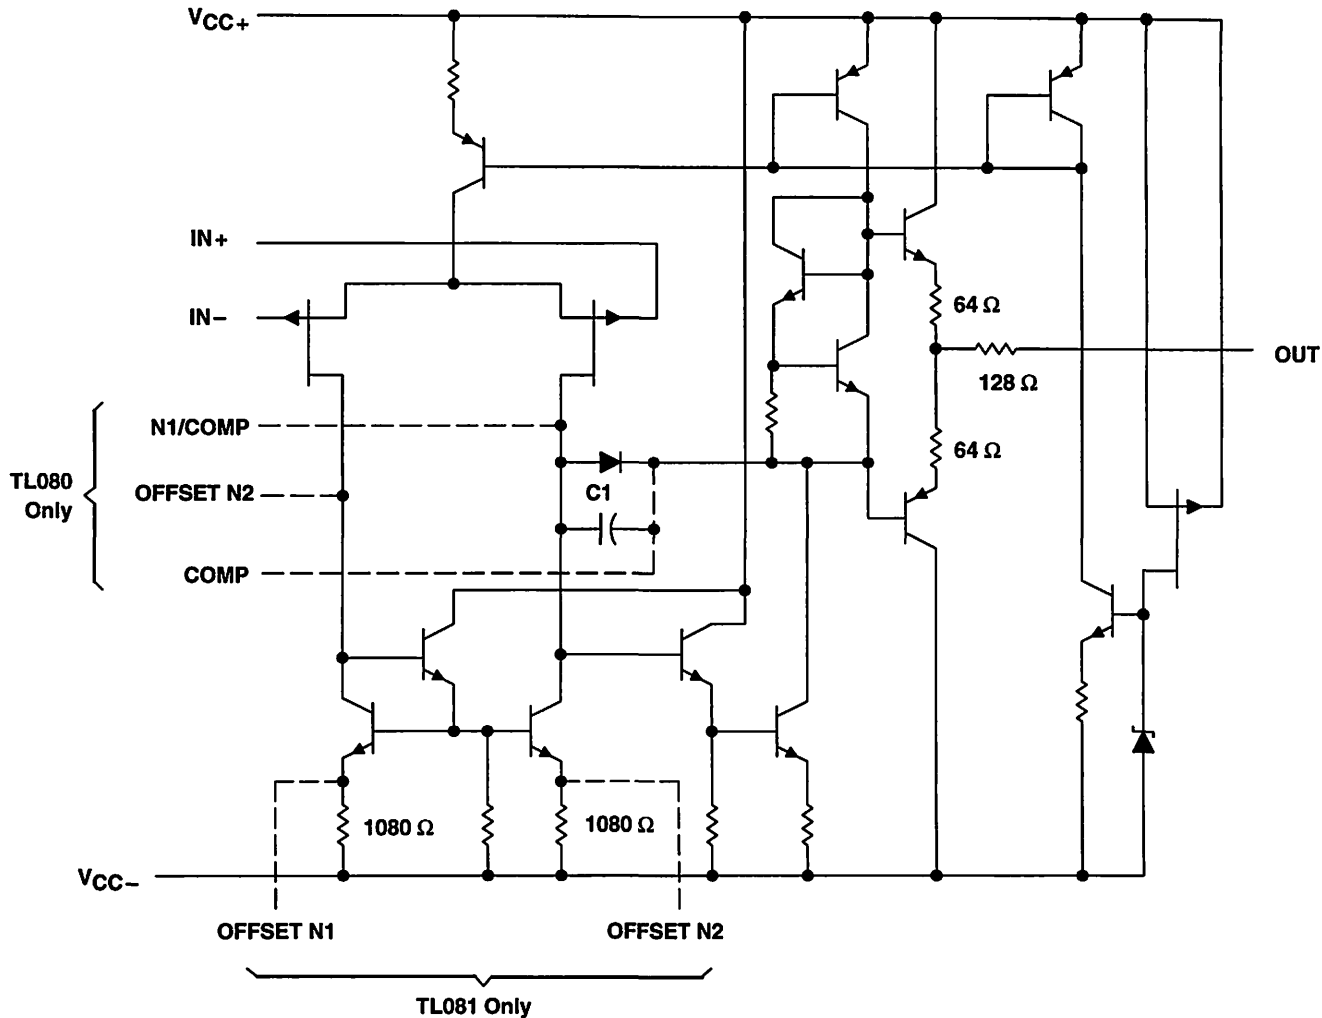 VCC+
IN+
IN−
64 Ω
OUT
128 Ω
N1/COMP
64 Ω
TL080
Only
OFFSET N2
C1
COMP
1080 Ω
1080 Ω
VCC−
OFFSET N1
OFFSET N2
TL081 Only